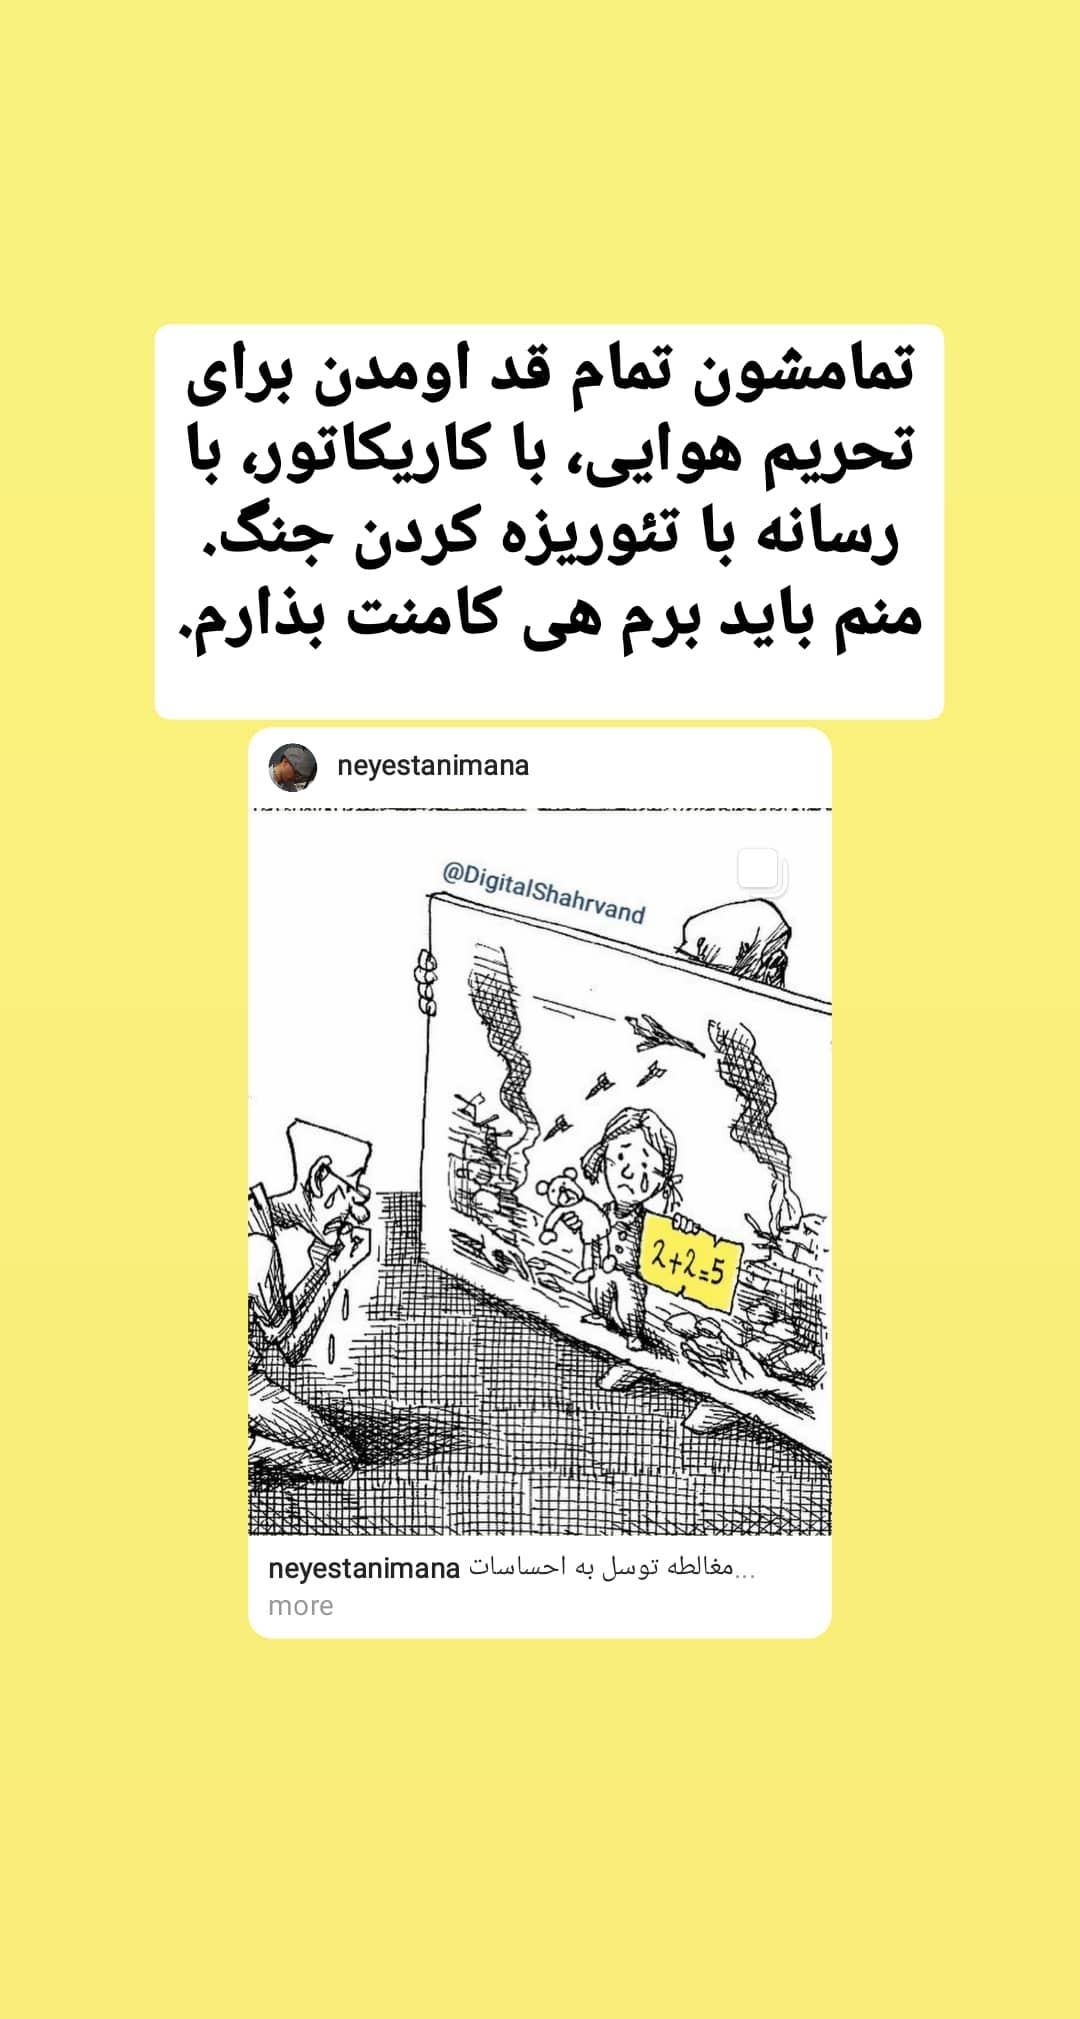 تمامشون تمام قد اومدن برای
تحریم هوایی، با کاریکاتور، با
رسانه با تئوریزه کردن جنگ.
منم باید برم هی کامنت بذارم.
neyestanimana
@DigitalShahrvand
2+2=5
neyestanimana مغالطه توسل به احساسات...
more